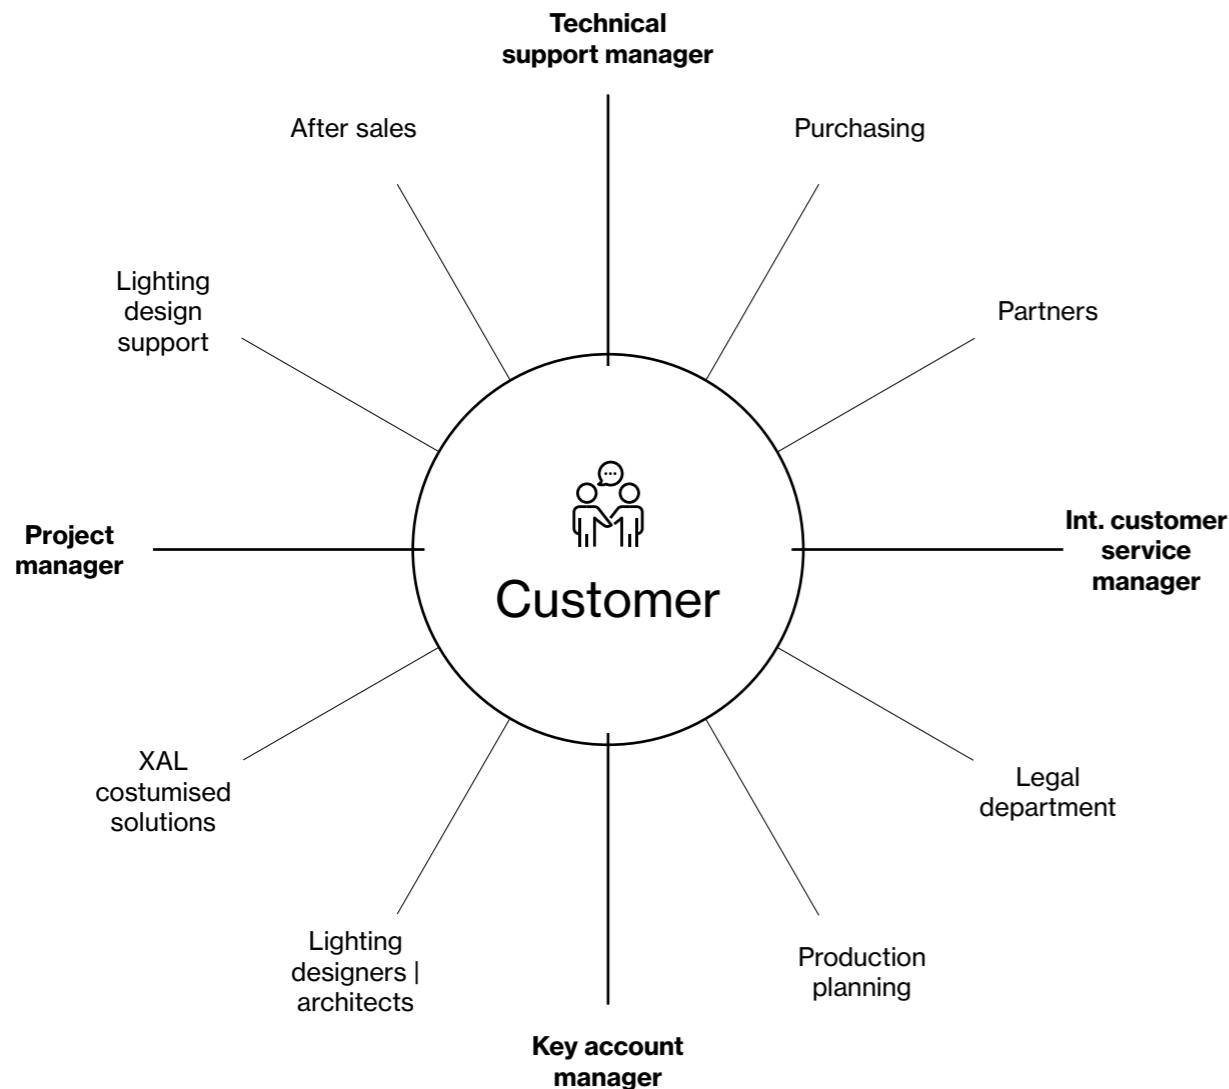 Technical
support manager
After sales
Purchasing
Lighting
design
support
Partners
Project
manager
Customer
Int. customer
service
manager
XAL
costumised
solutions
Legal
department
Lighting
designers |
architects
Production
planning
Key account
manager